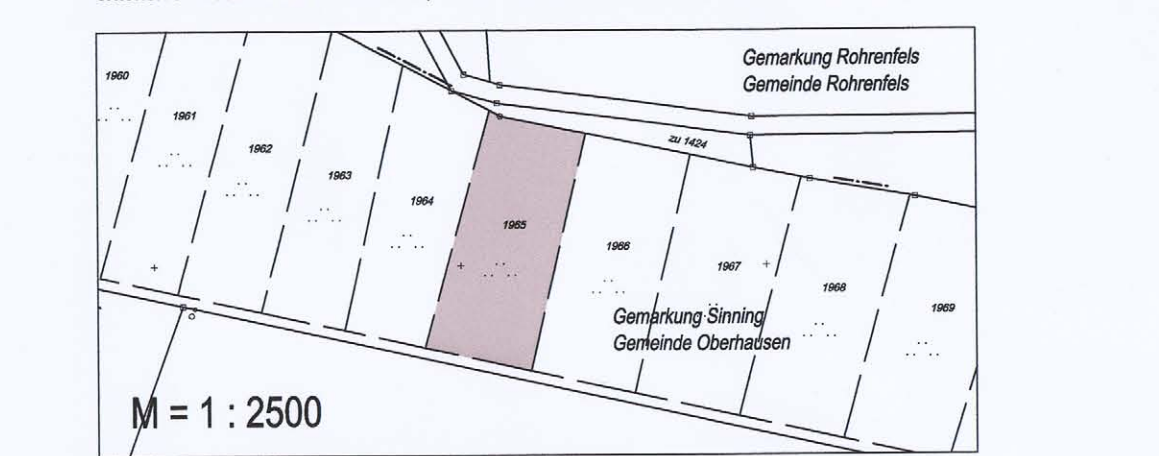 Gemarkung Rohrenfels
Gemeinde Rohrenfels
1960
1961
1962
1963
1964
1965
zu 1424
1966
1967
1968
1969
Gemarkung Sinning
Gemeinde Oberhausen
M = 1 : 2500